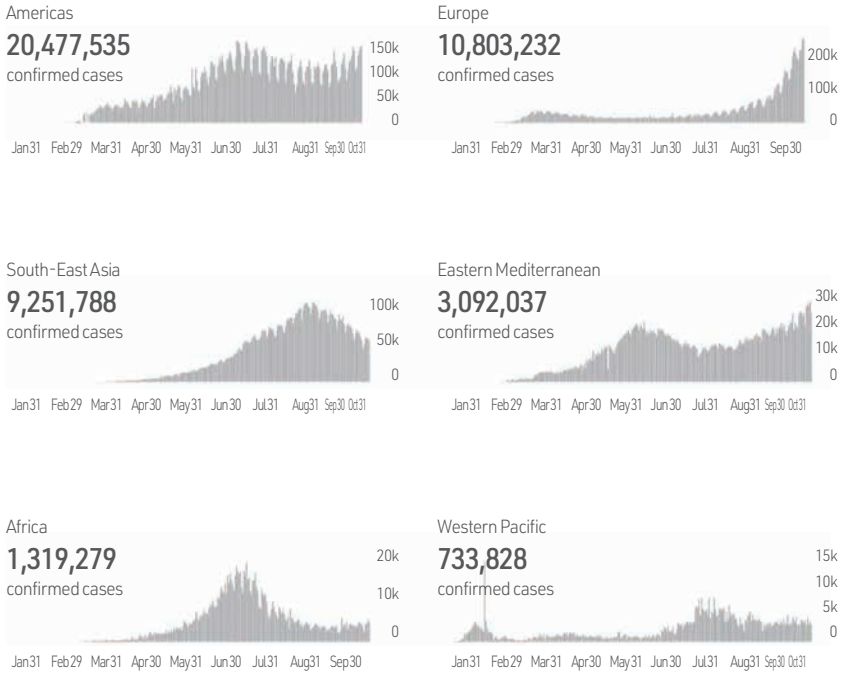 Americas
20,477,535
confirmed cases
150k
100k
50k
0
Jan31 Feb29 Mar31 Apr30 May31 Jun30 Jul31 Aug31 Sep30 Oct31
Europe
10,803,232
confirmed cases
200k
100k
0
Jan31 Feb29 Mar31 Apr30 May31 Jun30 Jul31 Aug31 Sep30
South-East Asia
9,251,788
confirmed cases
100k
50k
0
Jan31 Feb29 Mar31 Apr30 May31 Jun30 Jul31 Aug31 Sep30 Oct31
Eastern Mediterranean
3,092,037
confirmed cases
30k
20k
10k
0
Jan31 Feb29 Mar31 Apr30 May31 Jun30 Jul31 Aug31 Sep30 Oct31
Africa
1,319,279
confirmed cases
20k
10k
0
Jan31 Feb29 Mar31 Apr30 May31 Jun30 Jul31 Aug31 Sep30
Western Pacific
733,828
confirmed cases
15k
10k
5k
0
Jan31 Feb29 Mar31 Apr30 May31 Jun30 Jul31 Aug31 Sep30 Oct31